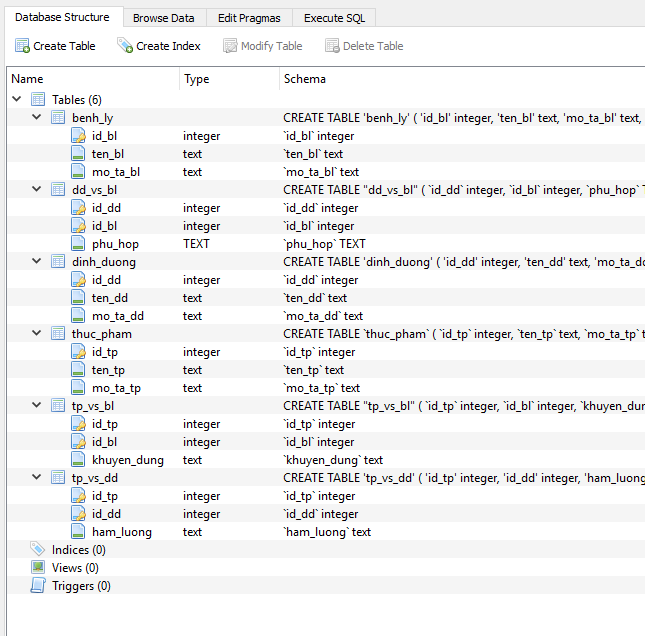 Database Structure Browse Data Edit Pragmas Execute SQL
Create Table Create Index Modify Table Delete Table
Name Type Schema
Tables (6)
benh_ly CREATE TABLE 'benh_ly' ( 'id_bl' integer, 'ten_bl' text, 'mo_ta_bl' text,
id_bl integer `id_bl` integer
ten_bl text `ten_bl` text
mo_ta_bl text `mo_ta_bl` text
dd_vs_bl CREATE TABLE "dd_vs_bl" ( `id_dd` integer, `id_bl` integer, `phu_hop` T
id_dd integer `id_dd` integer
id_bl integer `id_bl` integer
phu_hop TEXT `phu_hop` TEXT
dinh_duong CREATE TABLE 'dinh_duong' ( 'id_dd' integer, 'ten_dd' text, 'mo_ta_dd
id_dd integer `id_dd` integer
ten_dd text `ten_dd` text
mo_ta_dd text `mo_ta_dd` text
thuc_pham CREATE TABLE `thuc_pham` ( `id_tp` integer, `ten_tp` text, `mo_ta_tp` t
id_tp integer `id_tp` integer
ten_tp text `ten_tp` text
mo_ta_tp text `mo_ta_tp` text
tp_vs_bl CREATE TABLE "tp_vs_bl" ( `id_tp` integer, `id_bl` integer, `khuyen_dun
id_tp integer `id_tp` integer
id_bl integer `id_bl` integer
khuyen_dung text `khuyen_dung` text
tp_vs_dd CREATE TABLE 'tp_vs_dd' ( 'id_tp' integer, 'id_dd' integer, 'ham_luong
id_tp integer `id_tp` integer
id_dd integer `id_dd` integer
ham_luong text `ham_luong` text
Indices (0)
Views (0)
Triggers (0)